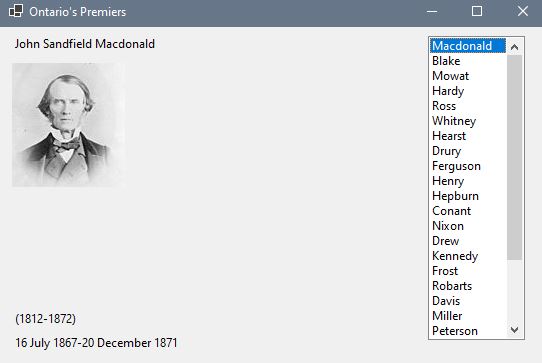 Ontario's Premiers
John Sandfield Macdonald
(1812-1872)
16 July 1867-20 December 1871
Macdonald
Blake
Mowat
Hardy
Ross
Whitney
Hearst
Drury
Ferguson
Henry
Hepburn
Conant
Nixon
Drew
Kennedy
Frost
Robarts
Davis
Miller
Peterson